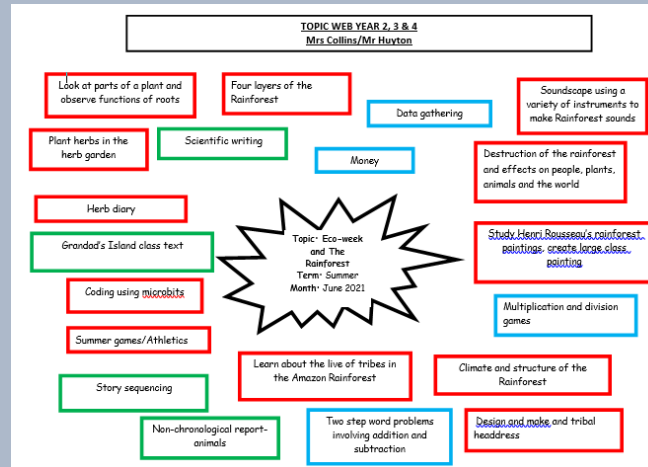 TOPIC WEB YEAR 2, 3 & 4
Mrs Collins/Mr Huyton
Look at parts of a plant and
observe functions of roots
Four layers of the
Rainforest
Data gathering
Soundscape using a
variety of instruments to
make Rainforest sounds
Plant herbs in the
herb garden
Scientific writing
Money
Destruction of the rainforest
and effects on people, plants,
animals and the world
Herb diary
Grandad's Island class text
Topic- Eco-week
and The
Rainforest
Term- Summer
Month- June 2021
Study Henri Rousseau's rainforest
paintings, create large class
painting
Coding using microbits
Multiplication and division
games
Summer games/Athletics
Learn about the live of tribes in
the Amazon Rainforest
Climate and structure of the
Rainforest
Story sequencing
Non-chronological report-
animals
Two step word problems
involving addition and
subtraction
Design and make and tribal
headdress